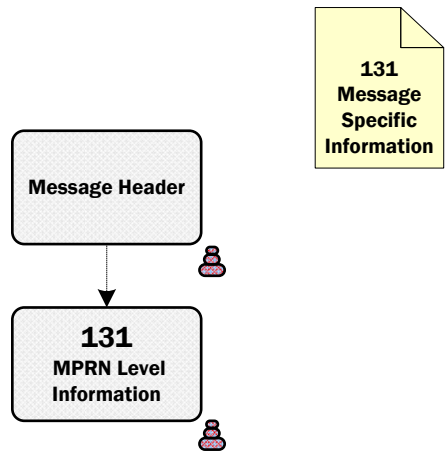 131
Message
Specific
Information
Message Header
131
MPRN Level
Information